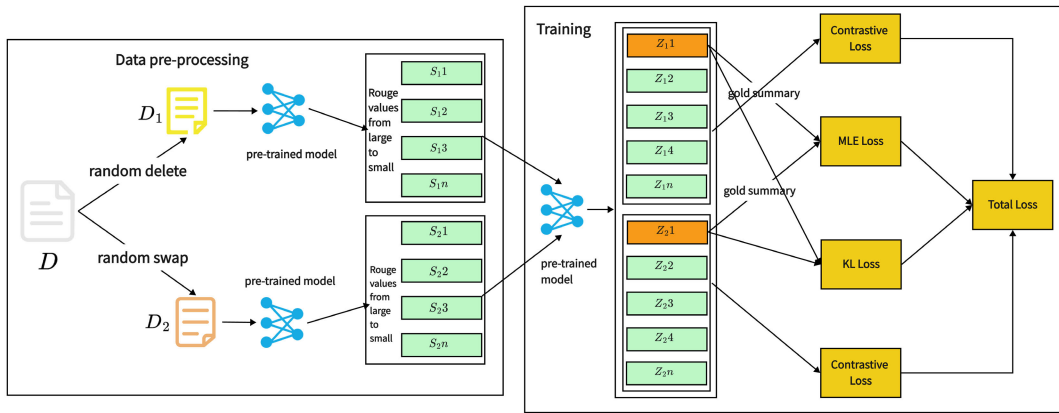 Data pre-processing
D
random delete
random swap
D₁
pre-trained model
Rouge
values
from
large
to
small
S₁1
S₁2
S₁3
S₁n
D₂
pre-trained model
Rouge
values
from
large to
small
S₂1
S₂2
S₂3
S₂n
Training
pre-trained
model
Z₁1
Z₁2
Z₁3
Z₁4
Z₁n
Z₂1
Z₂2
Z₂3
Z₂4
Z₂n
gold summary
gold summary
Contrastive
Loss
MLE Loss
KL Loss
Contrastive
Loss
Total Loss